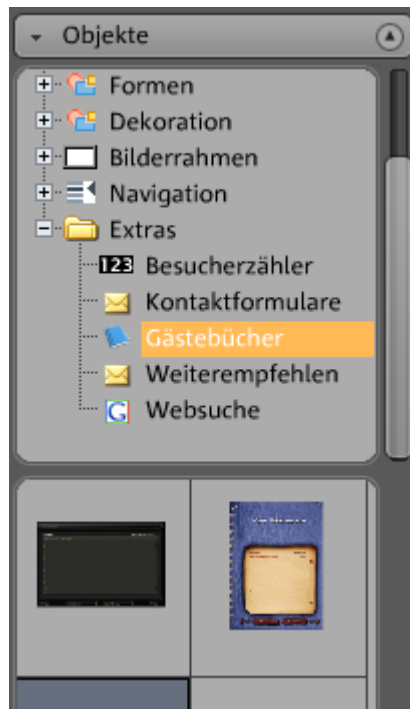 Objekte
Formen
Dekoration
Bilderrahmen
Navigation
Extras
123 Besucherzähler
Kontaktformulare
Gästebücher
Weiterempfehlen
G Websuche